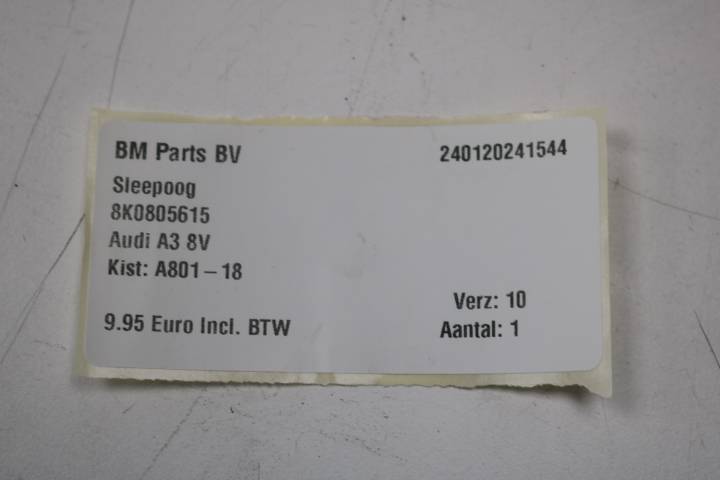 BM Parts BV 240120241544
Sleepoog
8K0805615
Audi A3 8V
Kist: A801-18
Verz: 10
9.95 Euro Incl. BTW Aantal: 1